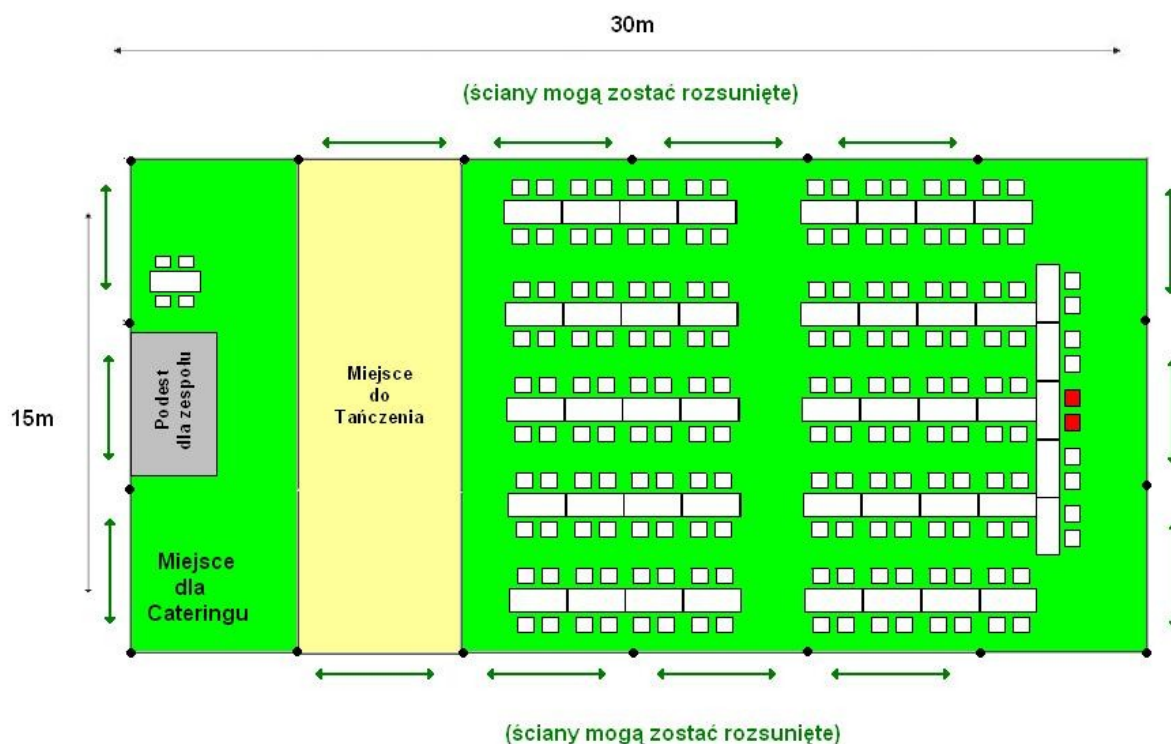 30m
(ściany mogą zostać rozsunięte)
Podest
dla zespołu
Miejsce
do
Tańczenia
15m
Miejsce
dla
Cateringu
(ściany mogą zostać rozsunięte)